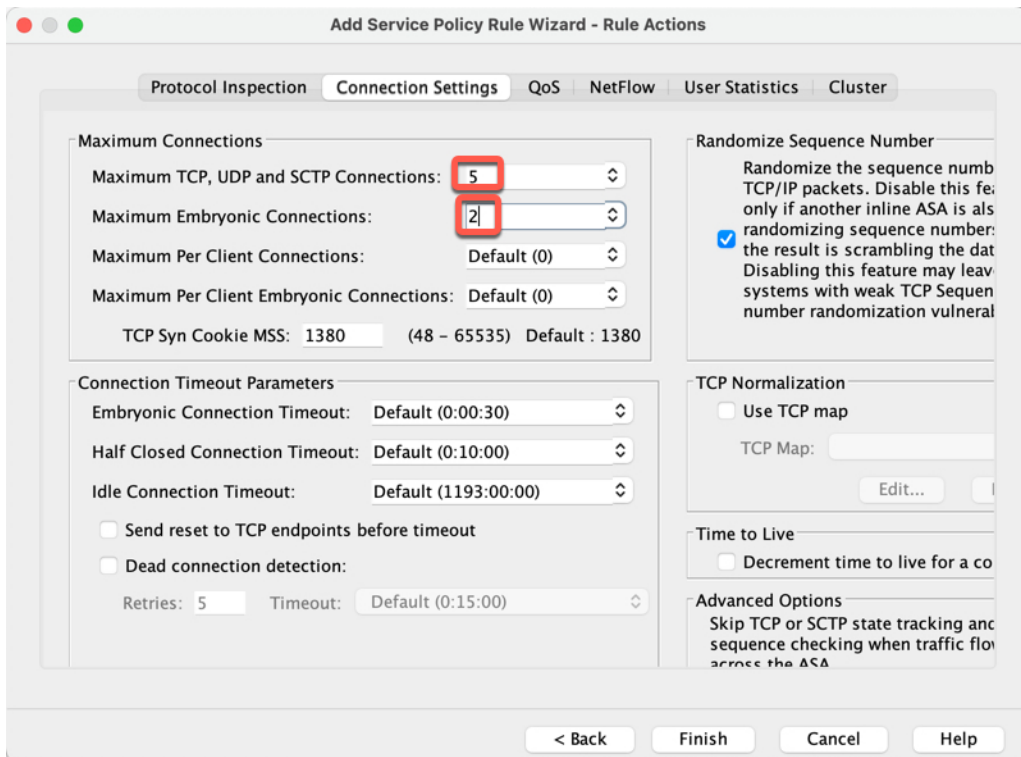 Add Service Policy Rule Wizard - Rule Actions
Protocol Inspection Connection Settings QoS NetFlow User Statistics Cluster
Maximum Connections
Maximum TCP, UDP and SCTP Connections: 5
Maximum Embryonic Connections: 2
Maximum Per Client Connections: Default (0)
Maximum Per Client Embryonic Connections: Default (0)
TCP Syn Cookie MSS: 1380 (48 - 65535) Default : 1380
Randomize Sequence Number
Randomize the sequence numb
TCP/IP packets. Disable this fea
only if another inline ASA is als
randomizing sequence number
the result is scrambling the dat
Disabling this feature may leav
systems with weak TCP Sequen
number randomization vulneral
Connection Timeout Parameters
Embryonic Connection Timeout: Default (0:00:30)
Half Closed Connection Timeout: Default (0:10:00)
Idle Connection Timeout: Default (1193:00:00)
Send reset to TCP endpoints before timeout
Dead connection detection:
Retries: 5 Timeout: Default (0:15:00)
TCP Normalization
Use TCP map
TCP Map:
Edit...
Time to Live
Decrement time to live for a co
Advanced Options
Skip TCP or SCTP state tracking and
sequence checking when traffic flo
across the ASA
< Back Finish Cancel Help